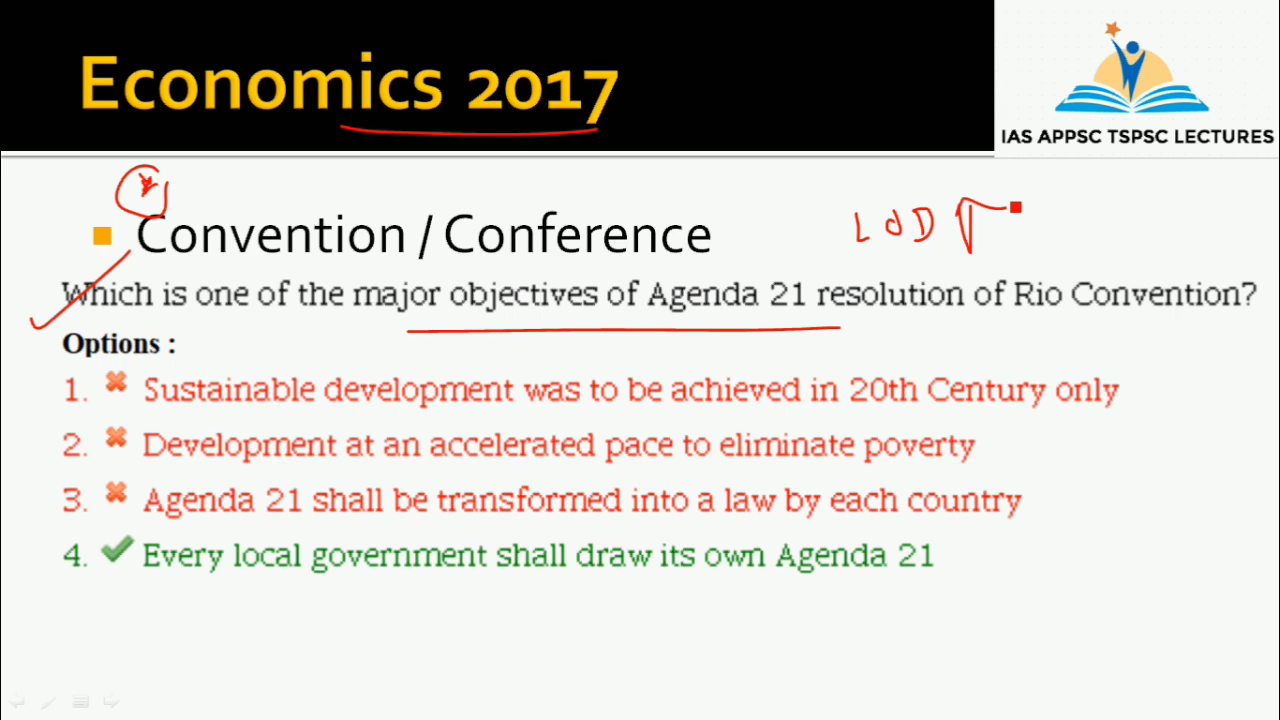 Economics 2017
IAS APPSC TSPSC LECTURES
Convention / Conference
LOD
Which is one of the major objectives of Agenda 21 resolution of Rio Convention?
Options :
1. Sustainable development was to be achieved in 20th Century only
2. Development at an accelerated pace to eliminate poverty
3. Agenda 21 shall be transformed into a law by each country
4. Every local government shall draw its own Agenda 21